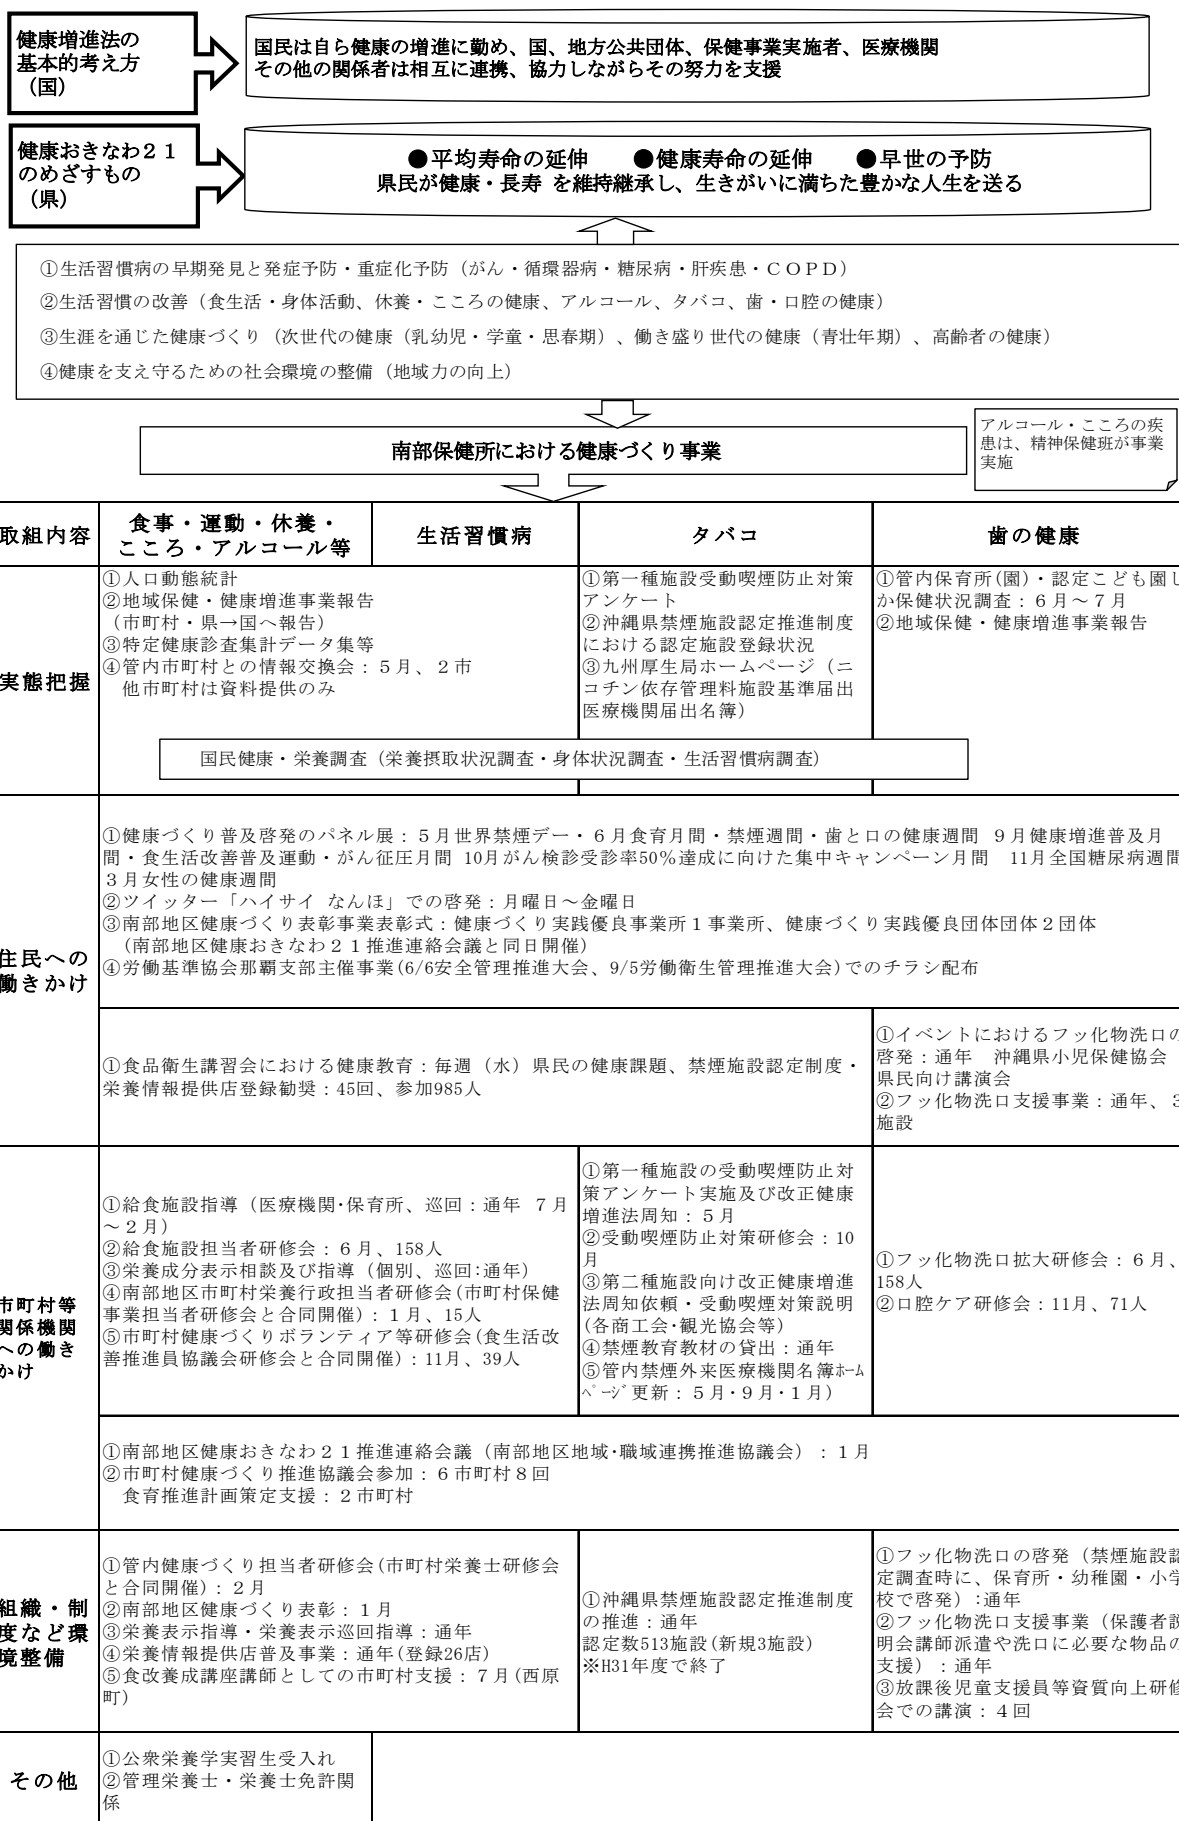 健康増進法の
基本的考え方
（国）
国民は自ら健康の増進に勤め、国、地方公共団体、保健事業実施者、医療機関
その他の関係者は相互に連携、協力しながらその努力を支援
健康おきなわ２１
のめざすもの
（県）
●平均寿命の延伸　●健康寿命の延伸　●早世の予防
県民が健康・長寿 を維持継承し、生きがいに満ちた豊かな人生を送る
①生活習慣病の早期発見と発症予防・重症化予防（がん・循環器病・糖尿病・肝疾患・ＣＯＰＤ）
②生活習慣の改善（食生活・身体活動、休養・こころの健康、アルコール、タバコ、歯・口腔の健康）
③生涯を通じた健康づくり（次世代の健康（乳幼児・学童・思春期）、働き盛り世代の健康（青壮年期）、高齢者の健康）
④健康を支え守るための社会環境の整備（地域力の向上）
南部保健所における健康づくり事業
アルコール・こころの疾
患は、精神保健班が事業
実施
取組内容
食事・運動・休養・
こころ・アルコール等
生活習慣病
タバコ
歯の健康
実態把握
①人口動態統計
②地域保健・健康増進事業報告
（市町村・県→国へ報告）
③特定健康診査集計データ集等
④管内市町村との情報交換会：５月、２市
他市町村は資料提供のみ
①第一種施設受動喫煙防止対策
アンケート
②沖縄県禁煙施設認定推進制度
における認定施設登録状況
③九州厚生局ホームページ（ニ
コチン依存管理料施設基準届出
医療機関届出名簿）
①管内保育所(園)・認定こども園し
か保健状況調査：６月～７月
②地域保健・健康増進事業報告
国民健康・栄養調査（栄養摂取状況調査・身体状況調査・生活習慣病調査）
住民への
働きかけ
①健康づくり普及啓発のパネル展：５月世界禁煙デー・６月食育月間・禁煙週間・歯と口の健康週間　９月健康増進普及月
間・食生活改善普及運動・がん征圧月間 10月がん検診受診率50％達成に向けた集中キャンペーン月間　11月全国糖尿病週間
３月女性の健康週間
②ツイッター「ハイサイ なんほ」での啓発：月曜日～金曜日
③南部地区健康づくり表彰事業表彰式：健康づくり実践優良事業所１事業所、健康づくり実践優良団体団体２団体
（南部地区健康おきなわ２１推進連絡会議と同日開催）
④労働基準協会那覇支部主催事業(6/6安全管理推進大会、9/5労働衛生管理推進大会)でのチラシ配布
①食品衛生講習会における健康教育：毎週（水）県民の健康課題、禁煙施設認定制度・
栄養情報提供店登録勧奨：45回、参加985人
①イベントにおけるフッ化物洗口の
啓発：通年　沖縄県小児保健協会
県民向け講演会
②フッ化物洗口支援事業：通年、３
施設
市町村等
関係機関
への働き
かけ
①給食施設指導（医療機関･保育所、巡回：通年 ７月
～２月）
②給食施設担当者研修会：６月、158人
③栄養成分表示相談及び指導（個別、巡回:通年）
④南部地区市町村栄養行政担当者研修会(市町村保健
事業担当者研修会と合同開催)：１月、15人
⑤市町村健康づくりボランティア等研修会(食生活改
善推進員協議会研修会と合同開催)：11月、39人
①第一種施設の受動喫煙防止対
策アンケート実施及び改正健康
増進法周知：５月
②受動喫煙防止対策研修会：10
月
③第二種施設向け改正健康増進
法周知依頼・受動喫煙対策説明
(各商工会･観光協会等)
④禁煙教育教材の貸出：通年
⑤管内禁煙外来医療機関名簿ﾎｰﾑ
ﾍﾟｰｼﾞ更新：５月･９月･１月）
①フッ化物洗口拡大研修会：６月、
158人
②口腔ケア研修会：11月、71人
①南部地区健康おきなわ２１推進連絡会議（南部地区地域･職域連携推進協議会）：１月
②市町村健康づくり推進協議会参加：６市町村８回
食育推進計画策定支援：２市町村
組織・制
度など環
境整備
①管内健康づくり担当者研修会(市町村栄養士研修会
と合同開催)：２月
②南部地区健康づくり表彰：１月
③栄養表示指導・栄養表示巡回指導：通年
④栄養情報提供店普及事業：通年(登録26店)
⑤食改養成講座講師としての市町村支援：７月(西原
町)
①沖縄県禁煙施設認定推進制度
の推進：通年
認定数513施設(新規3施設)
※H31年度で終了
①フッ化物洗口の啓発（禁煙施設認
定調査時に、保育所・幼稚園・小学
校で啓発）:通年
②フッ化物洗口支援事業（保護者説
明会講師派遣や洗口に必要な物品の
支援）：通年
③放課後児童支援員等資質向上研修
会での講演：４回
その他
①公衆栄養学実習生受入れ
②管理栄養士・栄養士免許関
係